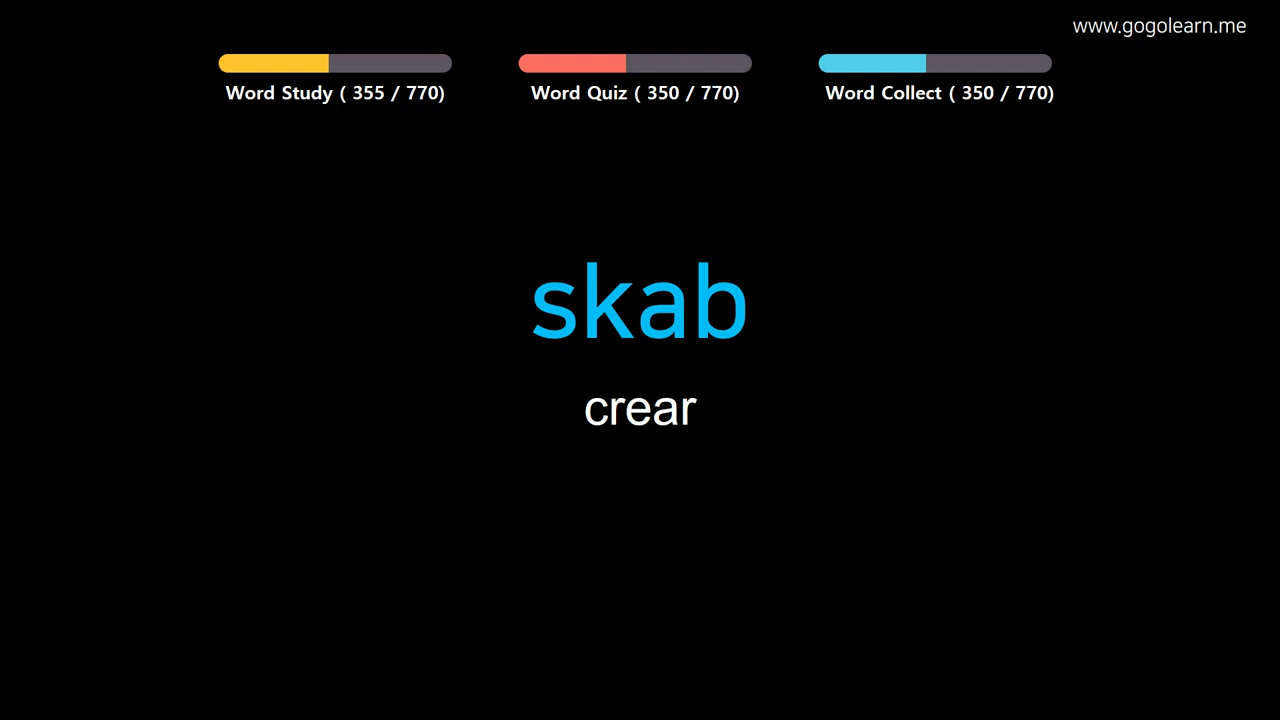 www.gogolearn.me
Word Study ( 355 / 770)
Word Quiz ( 350 / 770)
Word Collect ( 350 / 770)
skab
crear